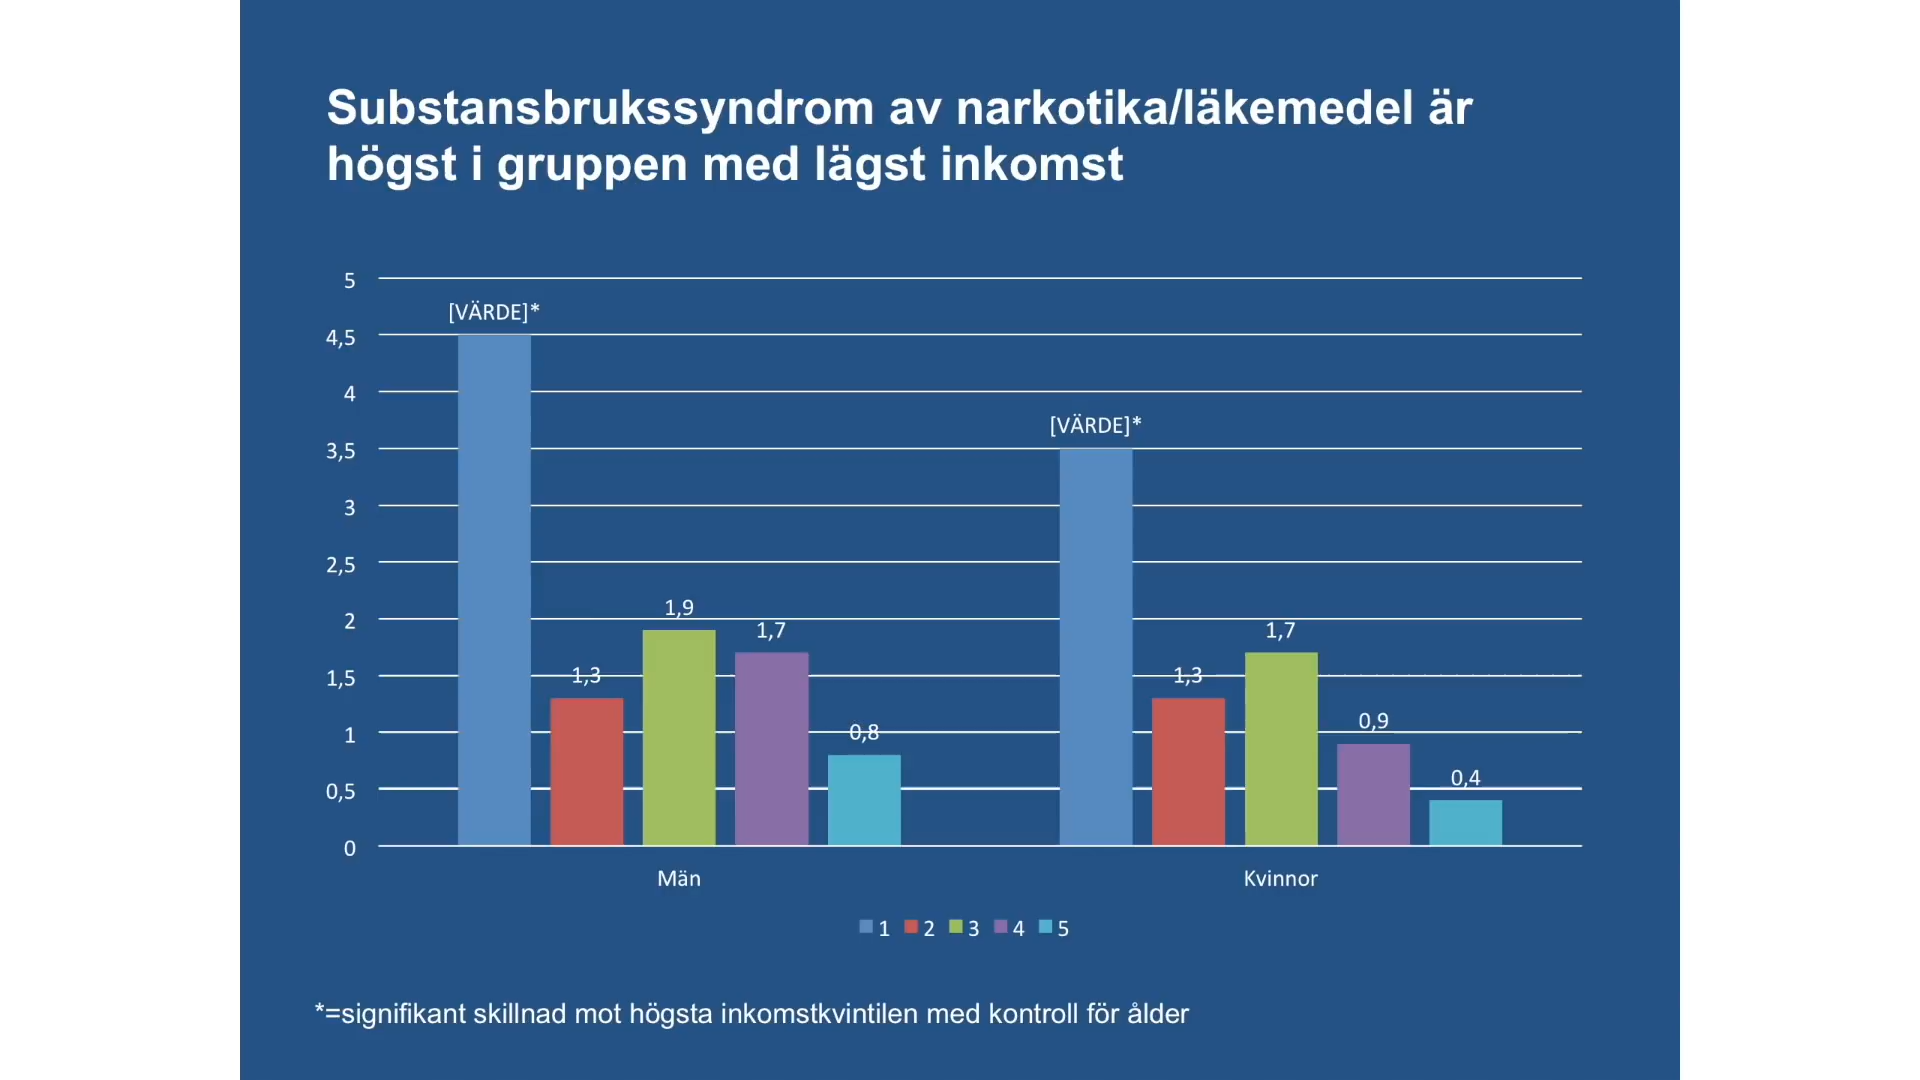 Substansbrukssyndrom av narkotika/läkemedel är
högst i gruppen med lägst inkomst
5
4,5
4
3,5
3
2,5
2
1,5
1
0,5
0
[VÄRDE]*
1,3
1,9
1,7
0,8
[VÄRDE]*
1,3
1,7
0,9
0,4
Män
Kvinnor
1 2 3 4 5
*=signifikant skillnad mot högsta inkomstkvintilen med kontroll för ålder